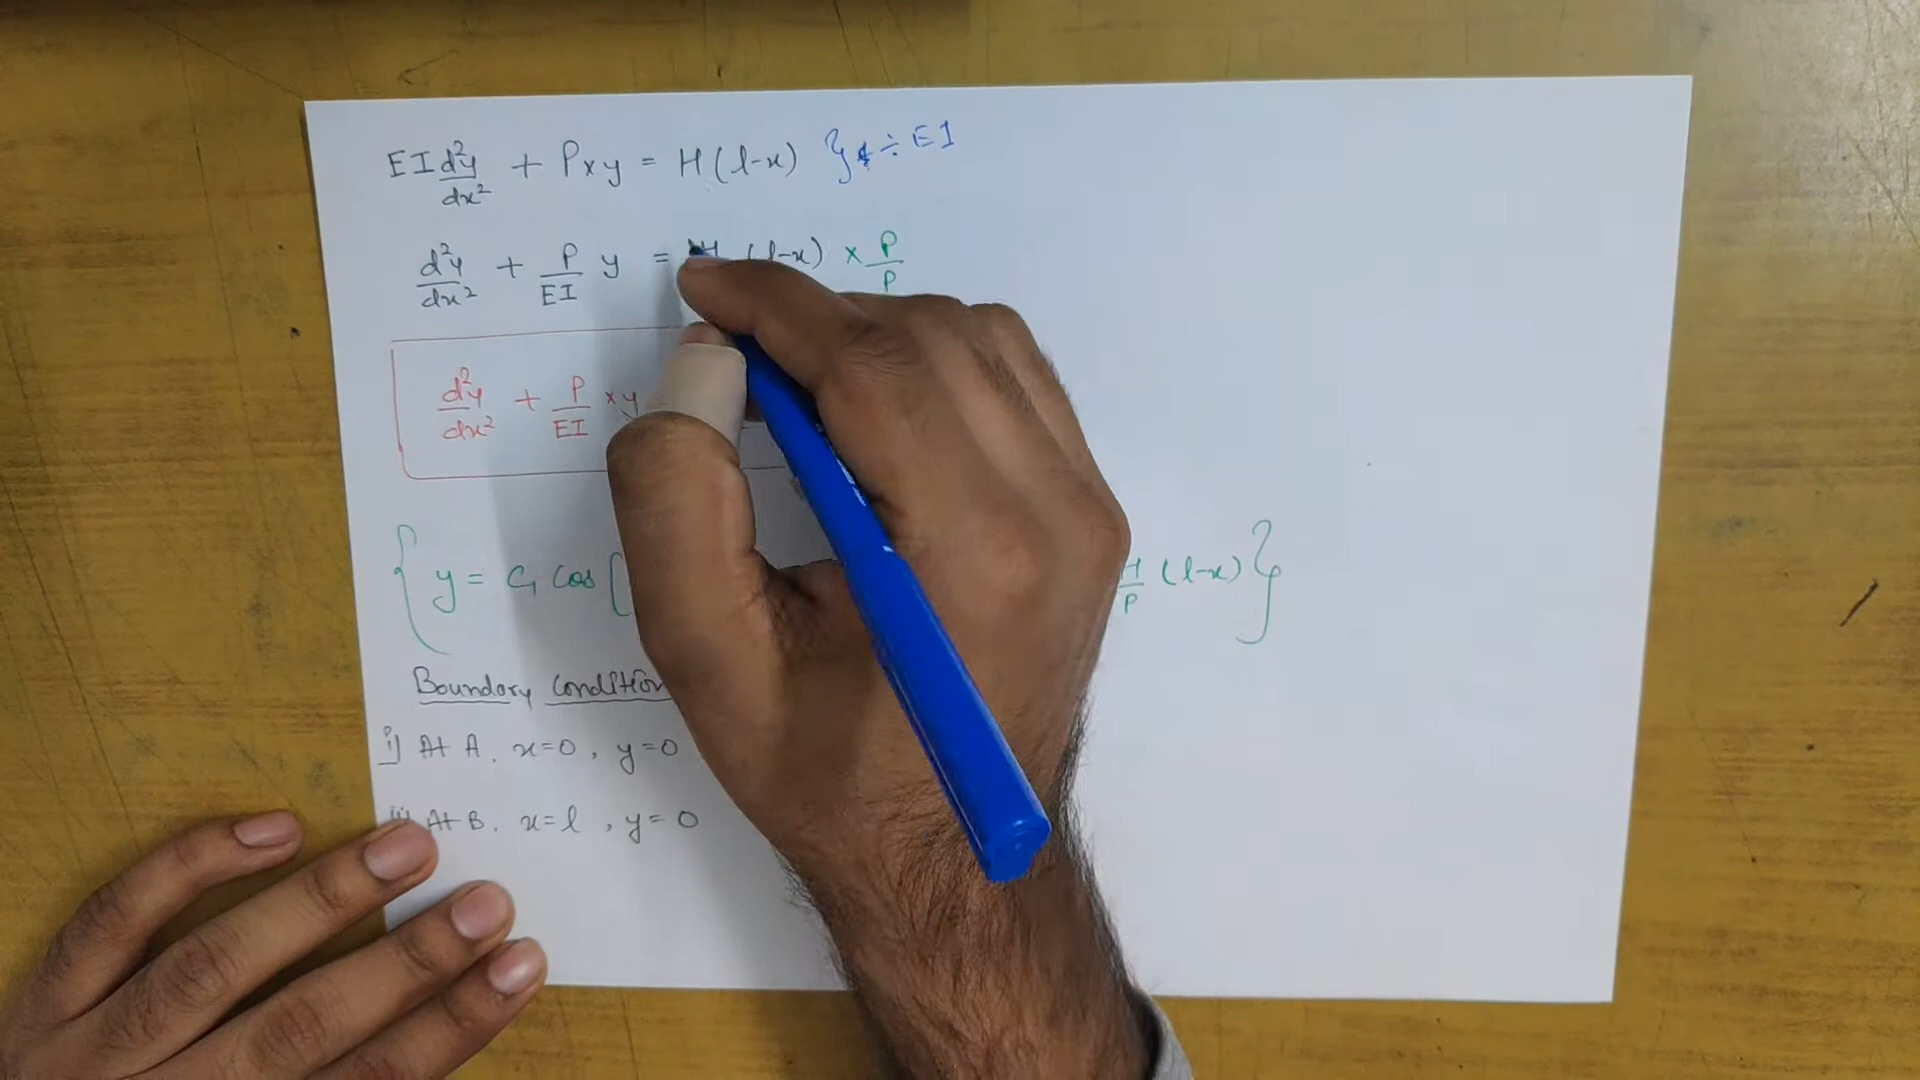 EI d²y/dx² + P×y = H(l-x) } ÷ EI
d²y/dx² + P/EI y = H (l-x) × P/P
d²y/dx² + P/EI × y
{ y = C₁ Cos [ H/P (l-x) }
Boundary Condition
i) At A. x=0, y=0
At B. x=l, y=0